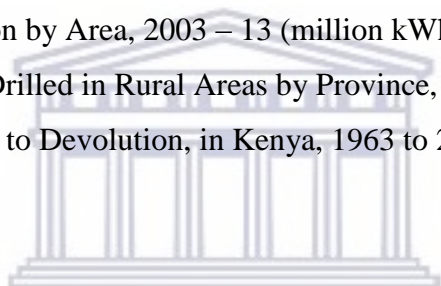 on by Area, 2003 – 13 (million kWh
Drilled in Rural Areas by Province,
to Devolution, in Kenya, 1963 to 2